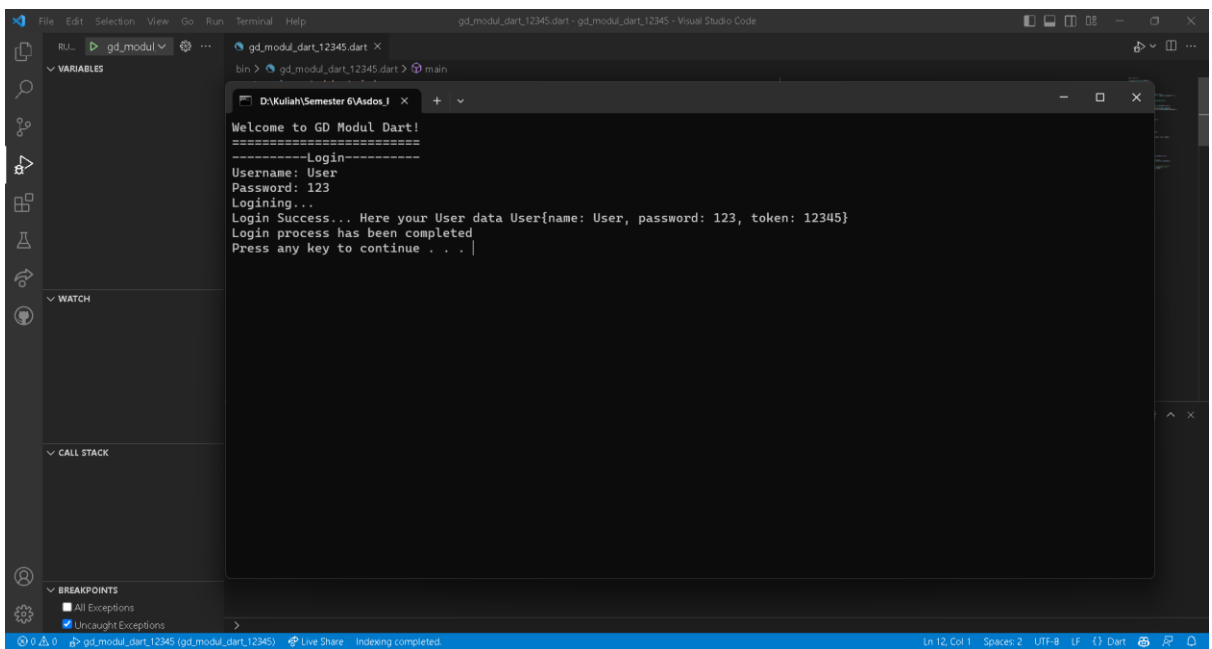 File Edit Selection View Go Run Terminal Help
gd_modul_dart_12345.dart - gd_modul_dart_12345 - Visual Studio Code
RU... gd_modul
gd_modul_dart_12345.dart
VARIABLES
bin > gd_modul_dart_12345.dart > main
D:\Kuliah\Semester 6\Asdos_
Welcome to GD Modul Dart!
=========================
----------Login----------
Username: User
Password: 123
Logining...
Login Success... Here your User data User{name: User, password: 123, token: 12345}
Login process has been completed
Press any key to continue . . .
WATCH
CALL STACK
BREAKPOINTS
All Exceptions
Uncaught Exceptions
>
0 0 gd_modul_dart_12345 (gd_modul_dart_12345) Live Share Indexing completed. Ln 12, Col 1 Spaces: 2 UTF-8 LF {} Dart